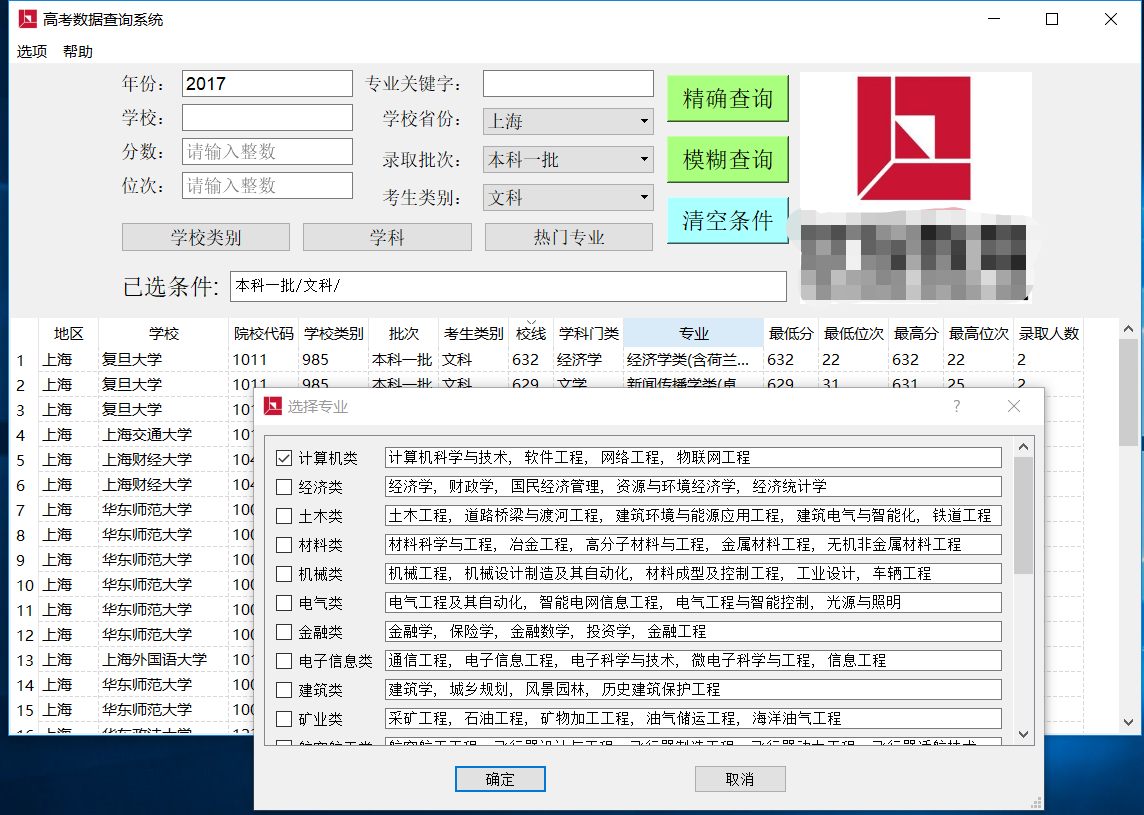 高考数据查询系统
选项 帮助
年份： 2017 专业关键字：
学校： 学校省份： 上海
分数： 请输入整数 录取批次： 本科一批
位次： 请输入整数 考生类别： 文科
精确查询
模糊查询
清空条件
学校类别 学科 热门专业
已选条件: 本科一批/文科/
地区 学校 院校代码 学校类别 批次 考生类别 校线 学科门类 专业 最低分 最低位次 最高分 最高位次 录取人数
1 上海 复旦大学 1011 985 本科一批 文科 632 经济学 经济学类(含荷兰... 632 22 632 22 2
2 上海 复旦大学 1011 985 本科一批 文科 629 文学 新闻传播学类(卓... 629 31 631 25 2
3 上海 复旦大学
4 上海 上海交通大学
5 上海 上海财经大学
6 上海 上海财经大学
7 上海 华东师范大学
8 上海 华东师范大学
9 上海 华东师范大学
10 上海 华东师范大学
11 上海 华东师范大学
12 上海 华东师范大学
13 上海 上海外国语大学
14 上海 华东师范大学
15 上海 华东师范大学
选择专业
计算机类 计算机科学与技术, 软件工程, 网络工程, 物联网工程
经济类 经济学, 财政学, 国民经济管理, 资源与环境经济学, 经济统计学
土木类 土木工程, 道路桥梁与渡河工程, 建筑环境与能源应用工程, 建筑电气与智能化, 铁道工程
材料类 材料科学与工程, 冶金工程, 高分子材料与工程, 金属材料工程, 无机非金属材料工程
机械类 机械工程, 机械设计制造及其自动化, 材料成型及控制工程, 工业设计, 车辆工程
电气类 电气工程及其自动化, 智能电网信息工程, 电气工程与智能控制, 光源与照明
金融类 金融学, 保险学, 金融数学, 投资学, 金融工程
电子信息类 通信工程, 电子信息工程, 电子科学与技术, 微电子科学与工程, 信息工程
建筑类 建筑学, 城乡规划, 风景园林, 历史建筑保护工程
矿业类 采矿工程, 石油工程, 矿物加工工程, 油气储运工程, 海洋油气工程
确定 取消